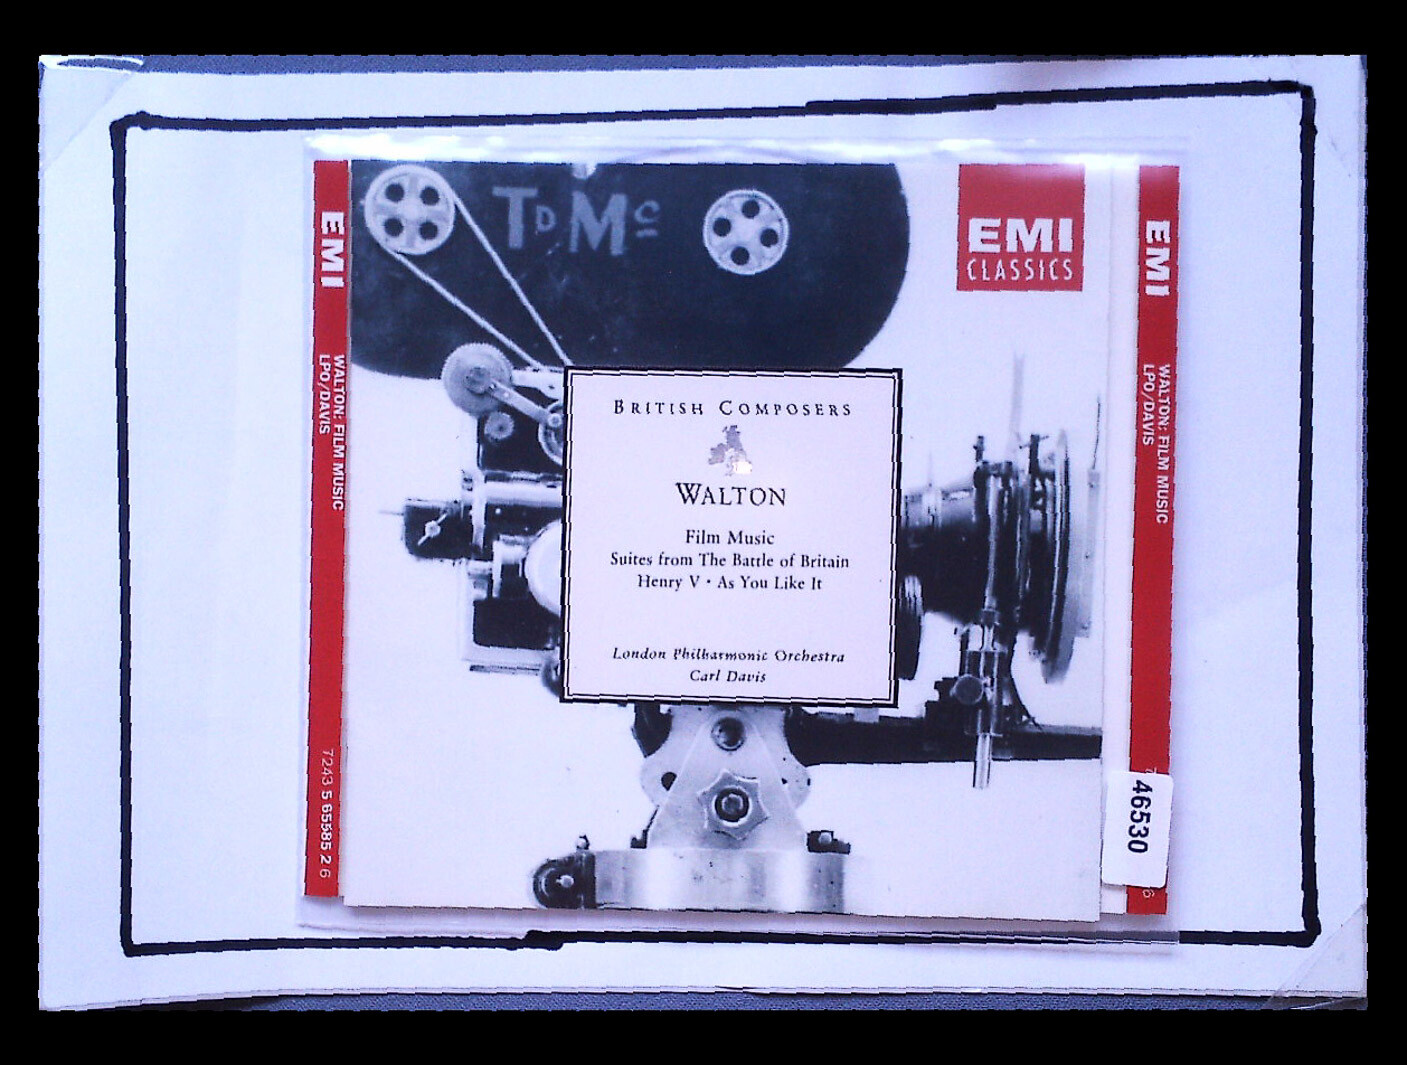 EMI
WALTON: FILM MUSIC
LPO/DAVIS
7243 5 65585 2 6
TDMC
EMI
CLASSICS
BRITISH COMPOSERS
WALTON
Film Music
Suites from The Battle of Britain
Henry V • As You Like It
London Philharmonic Orchestra
Carl Davis
EMI
WALTON: FILM MUSIC
LPO/DAVIS
46530
6